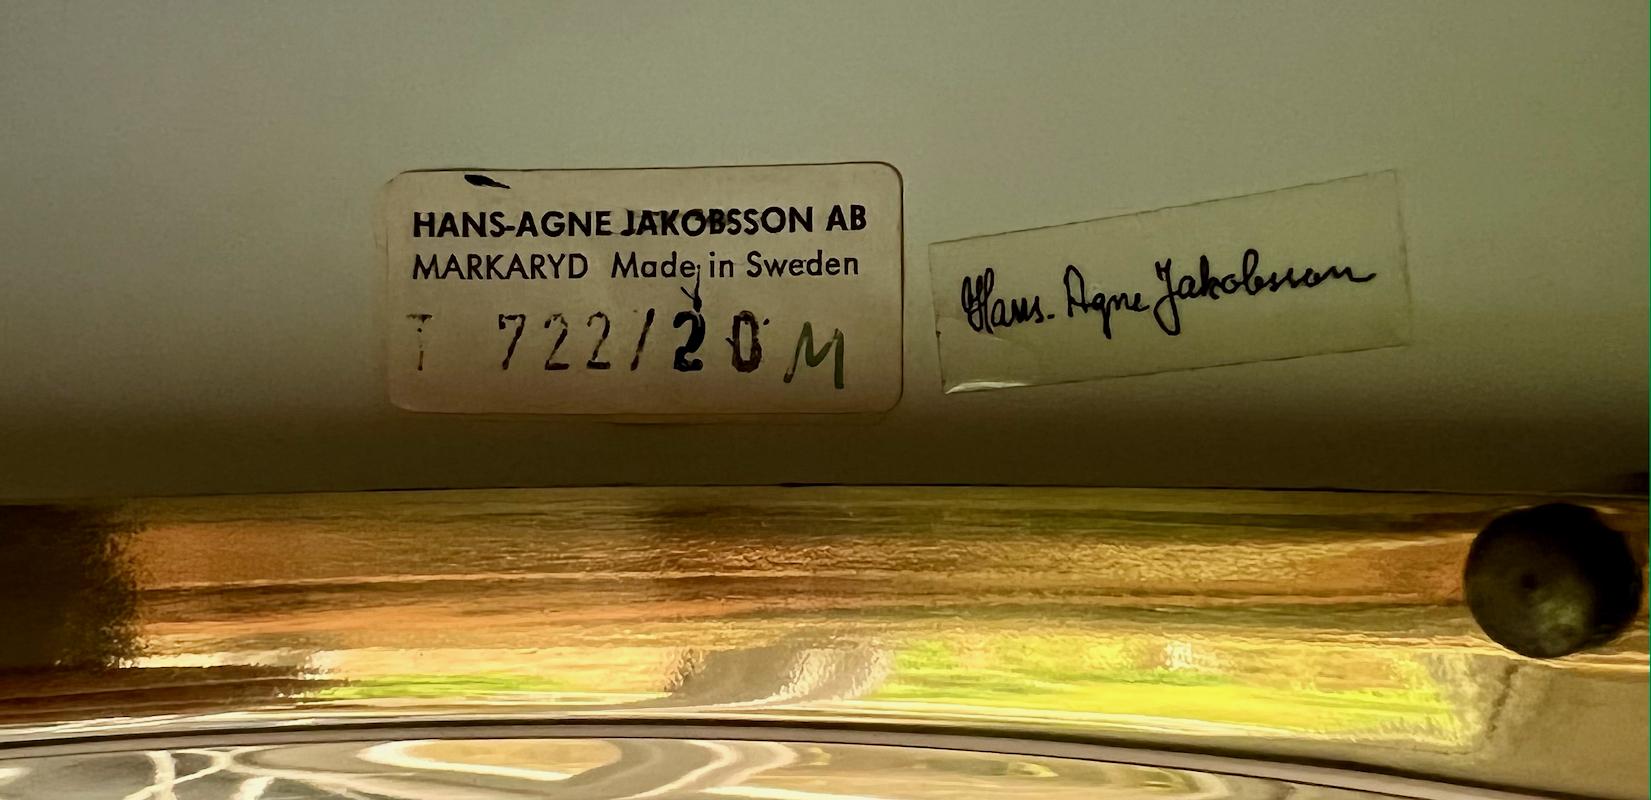 HANS-AGNE JAKOBSSON AB
MARKARYD Made in Sweden
T 722/20 M
Hans-Agne Jakobsson